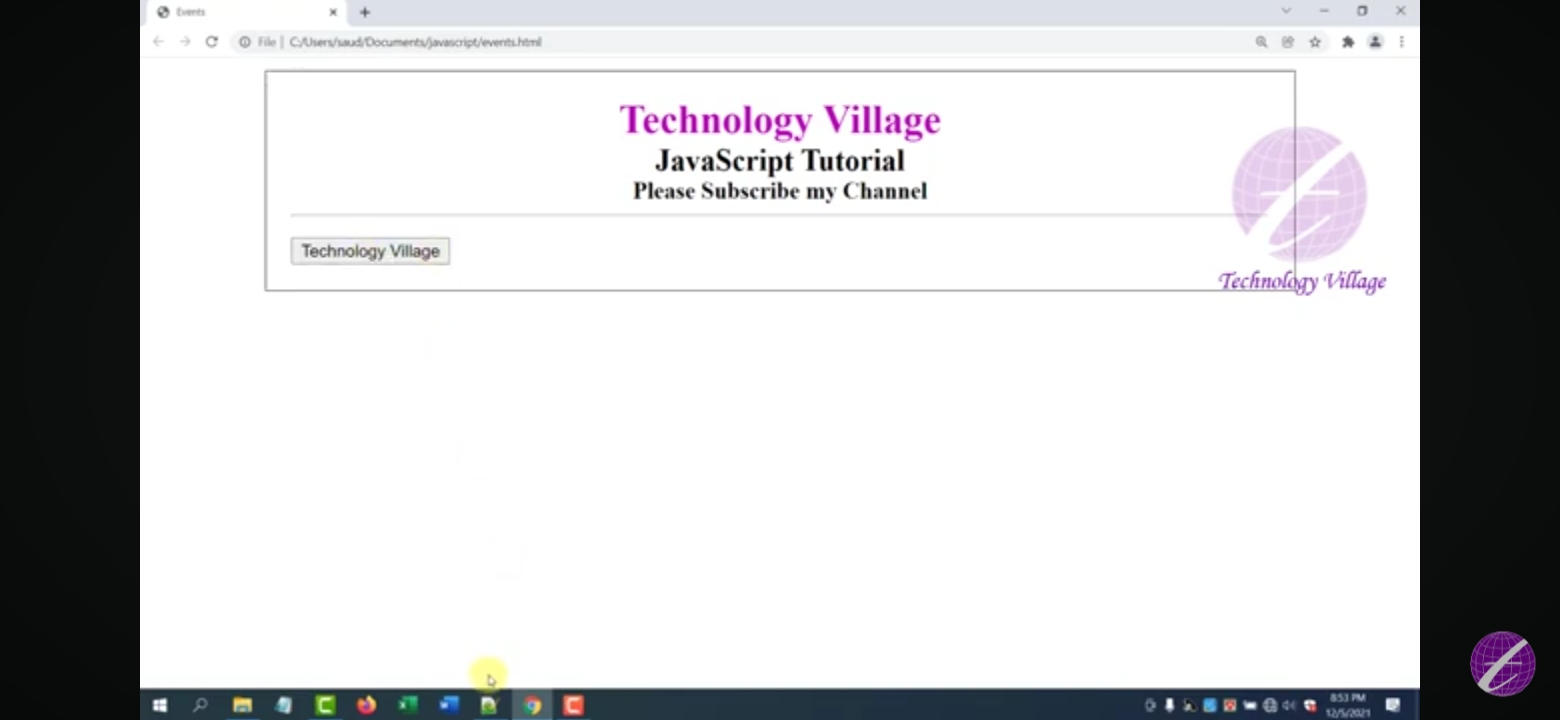 Events
File | C:/Users/saud/Documents/javascript/events.html
Technology Village
JavaScript Tutorial
Please Subscribe my Channel
Technology Village
Technology Village
8:53 PM
12/5/2021